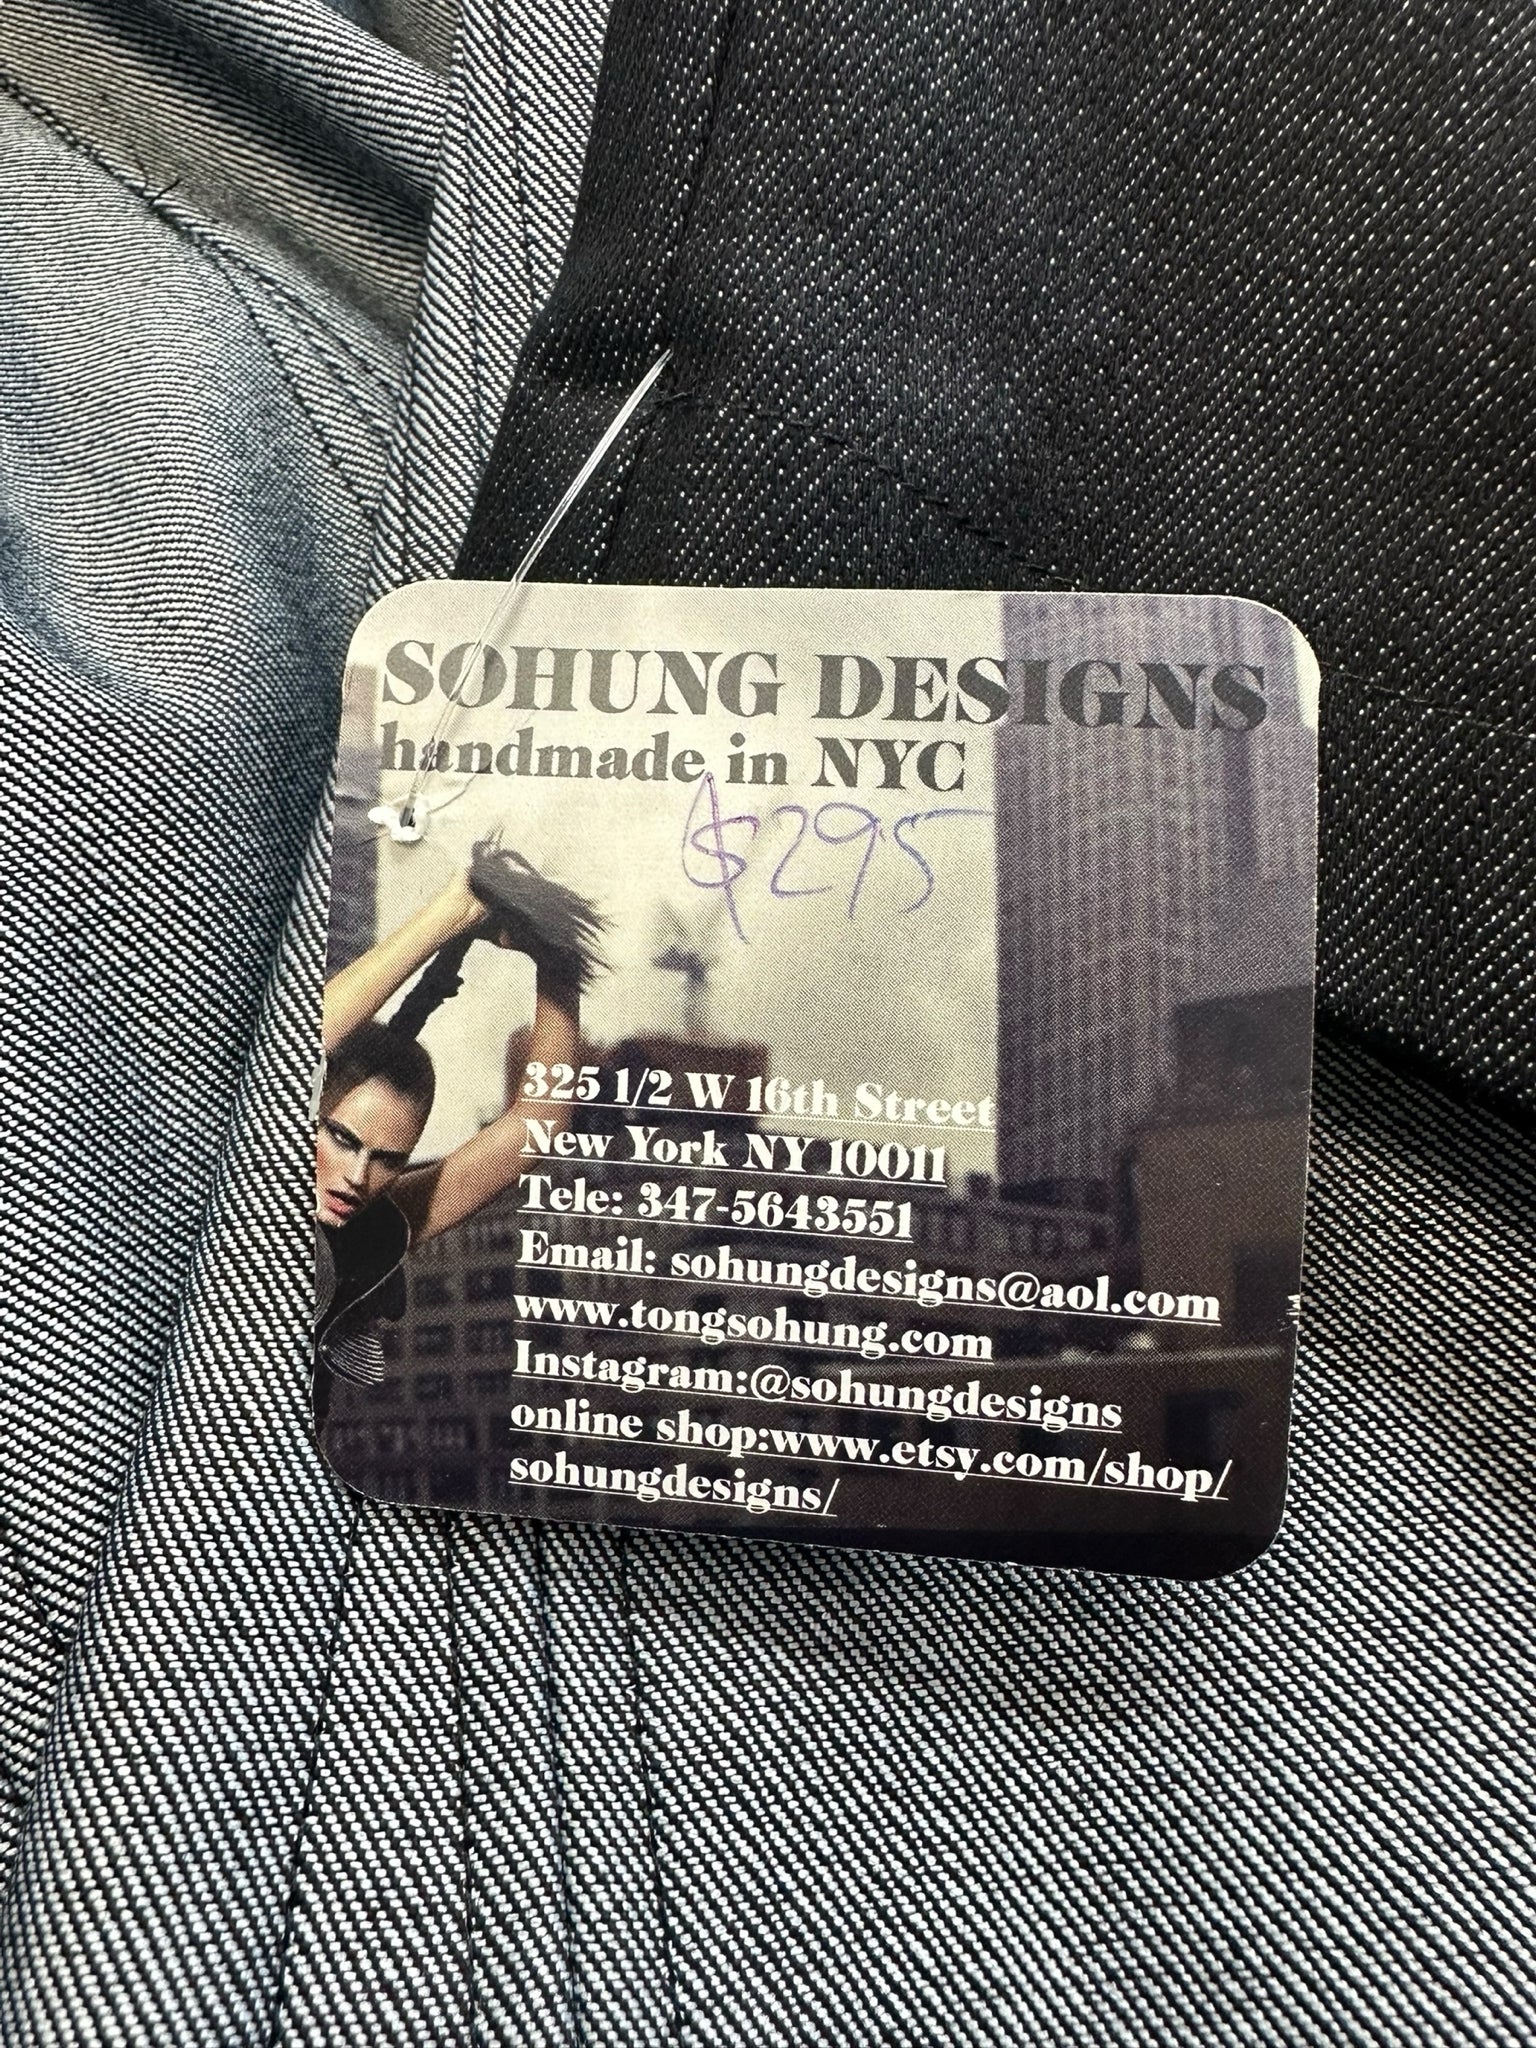 SOHUNG DESIGNS
handmade in NYC
$295
325 1/2 W 16th Street
New York NY 10011
Tele: 347-5643551
Email: sohungdesigns@aol.com
www.tongsohung.com
Instagram:@sohungdesigns
online shop:www.etsy.com/shop/
sohungdesigns/